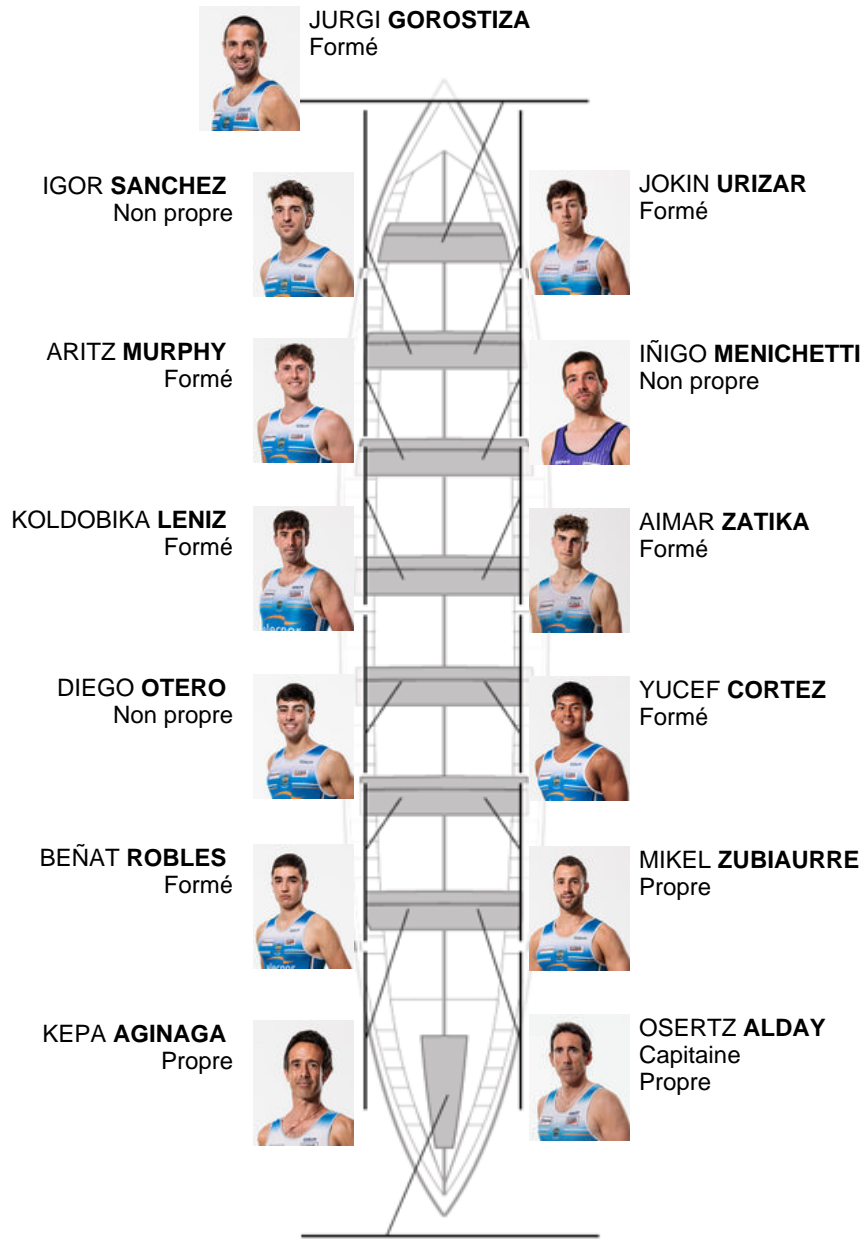 JURGI GOROSTIZA
Formé
IGOR SANCHEZ
Non propre
JOKIN URIZAR
Formé
ARITZ MURPHY
Formé
IÑIGO MENICHETTI
Non propre
KOLDOBIKA LENIZ
Formé
AIMAR ZATIKA
Formé
DIEGO OTERO
Non propre
YUCEF CORTEZ
Formé
BEÑAT ROBLES
Formé
MIKEL ZUBIAURRE
Propre
KEPA AGINAGA
Propre
OSERTZ ALDAY
Capitaine
Propre